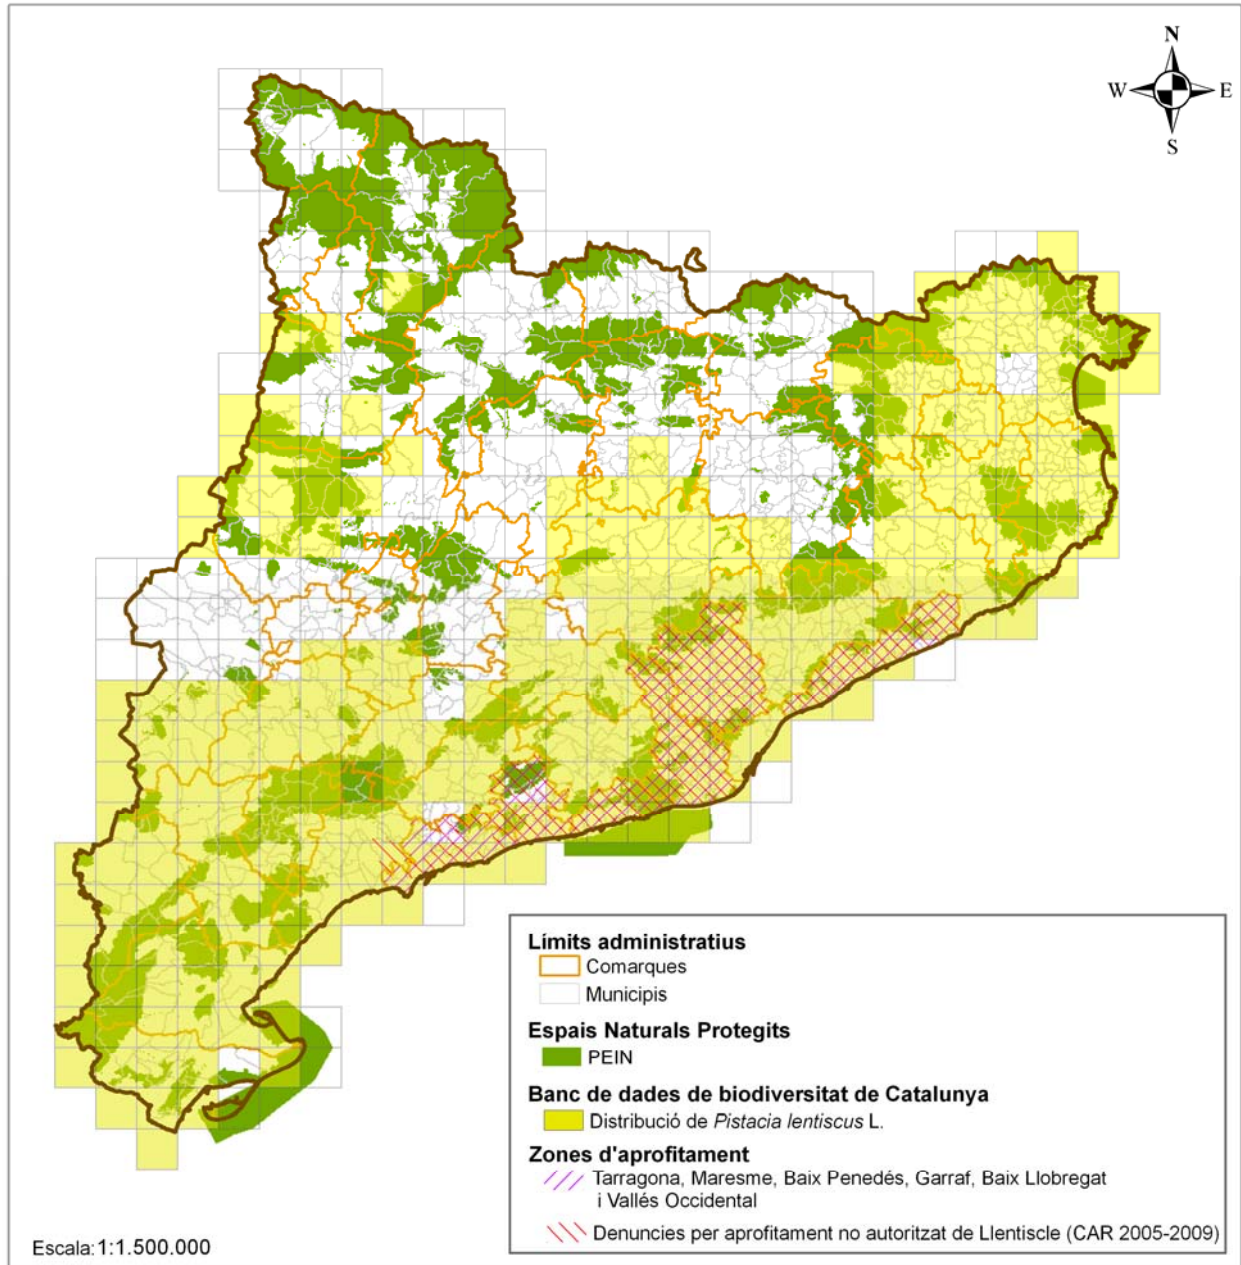 N
W E
S
Límits administratius
Comarques
Municipis
Espais Naturals Protegits
PEIN
Banc de dades de biodiversitat de Catalunya
Distribució de Pistacia lentiscus L.
Zones d'aprofitament
Tarragona, Maresme, Baix Penedés, Garraf, Baix Llobregat
i Vallés Occidental
Denuncies per aprofitament no autoritzat de Llentiscle (CAR 2005-2009)
Escala:1:1.500.000